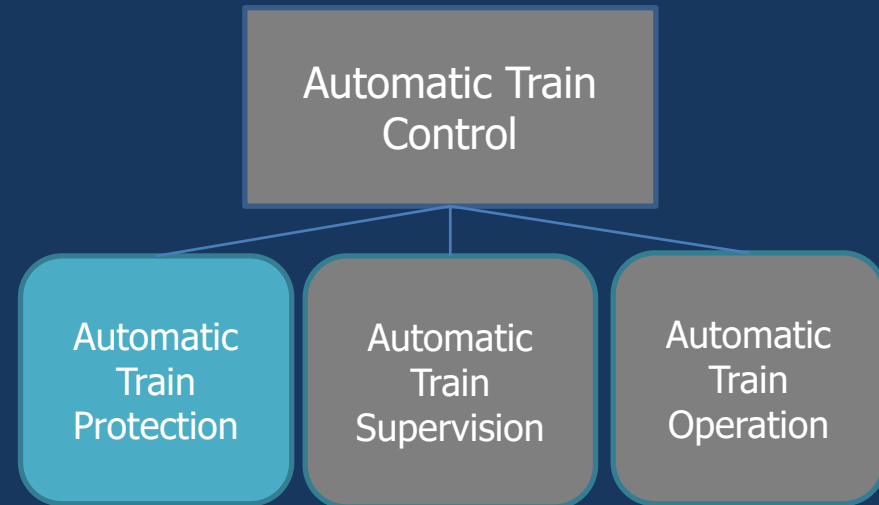 Automatic Train
Control
Automatic
Train
Protection
Automatic
Train
Supervision
Automatic
Train
Operation